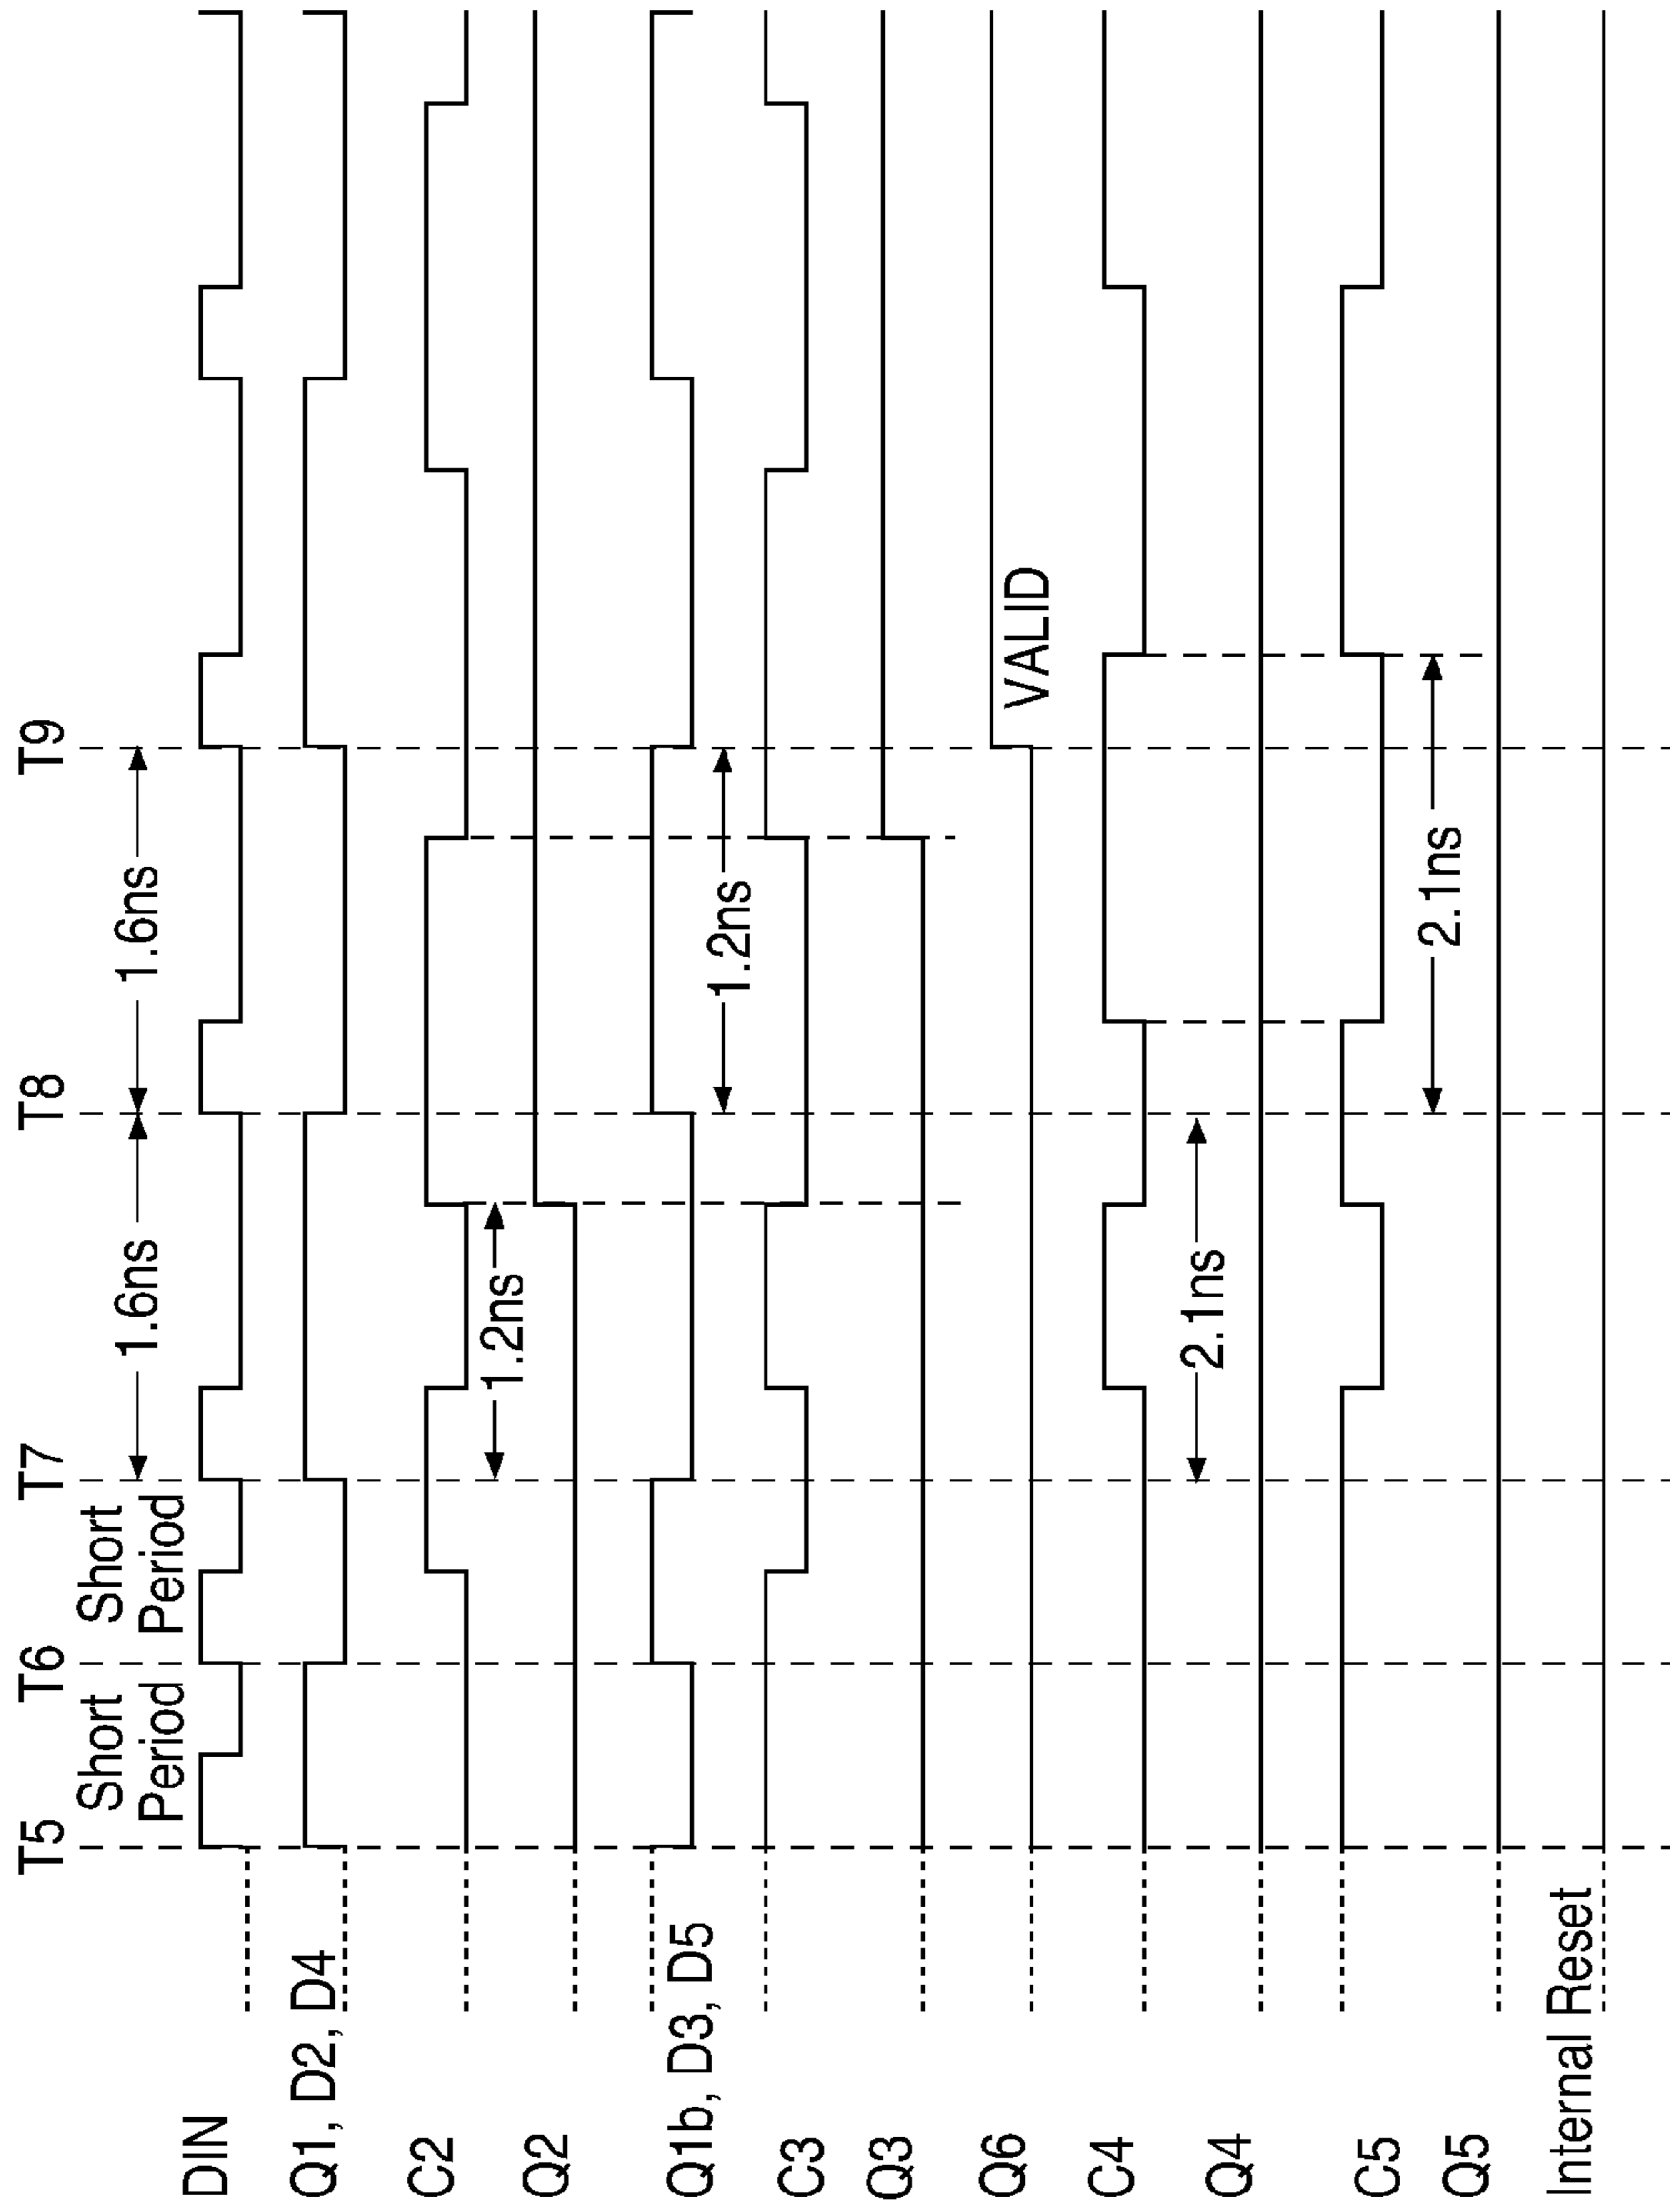 T5
T6
T7
T8
T9
Short
Period
Short
Period
1.6ns
1.6ns
DIN
Q1, D2, D4
C2
1.2ns
Q2
Q1b, D3, D5
1.2ns
C3
Q3
Q6
VALID
C4
2.1ns
Q4
C5
2.1ns
Q5
Internal Reset